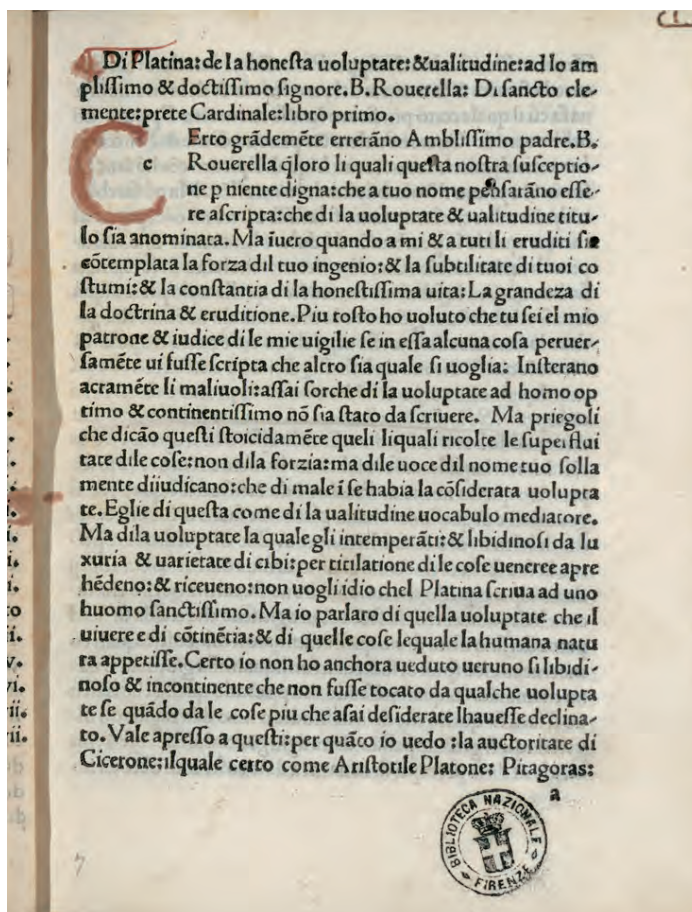 Di Platina: de la honesta uoluptate: & ualitudine: ad lo am
plissimo & doctissimo signore. B. Rouerella: Di sancto cle-
mente: prete Cardinale: libro primo.
C
c
Erto grãdemẽte errerãno Amblissimo padre. B.
Rouerella q̃loro li quali questa nostra susceptio-
ne p niente digna: che a tuo nome pensarãno esse-
re ascripta: che di la uoluptate & ualitudine titu-
lo sia anominata. Ma ĩuero quando a mi & a tuti li eruditi sie
cõtemplata la forza dil tuo ingenio: & la subtilitate di tuoi co
stumi: & la constantia di la honestissima uita: La grandeza di
la doctrina & eruditione. Piu tosto ho uoluto che tu sei el mio
patrone & iudice di le mie uigilie se in essa alcuna cosa peruer-
samẽte ui fusse scripta che altro sia quale si uoglia: Insterano
acramẽte li maliuoli: assai forche di la uoluptate ad homo op
timo & continentissimo nõ sia stato da scriuere. Ma priegoli
che dicão questi stoicidamẽte queli liquali ricolte le superflui
tate dile cose: non dila forzia: ma dile uoce dil nome tuo solla
mente diiudicano: che di male ĩ se habia la cõsiderata uolupta
te. Eglie di questa come di la ualitudine uocabulo mediatore.
Ma dila uoluptate la quale gli intemperãti: & libidinosi da lu
xuria & uarietate di cibi: per titilatione di le cose ueneree apre
hẽdeno: & riceueno: non uogli idio chel Platina scriua ad uno
huomo sanctissimo. Ma io parlaro di quella uoluptate che il
uiuere e di cõtinẽtia: & di quelle cose lequale la humana natu
ra appetisse. Certo io non ho anchora ueduto ueruno si libidi-
noso & incontinente che non fusse tocato da qualche uolupta
te se quãdo da le cose piu che asai desiderate lhauesse declina-
to. Vale apresso a questi: per quãto io uedo : la auctoritate di
Cicerone: ilquale certo come Aristotile Platone: Pitagoras:
a
BIBLIOTECA NAZIONALE
FIRENZE